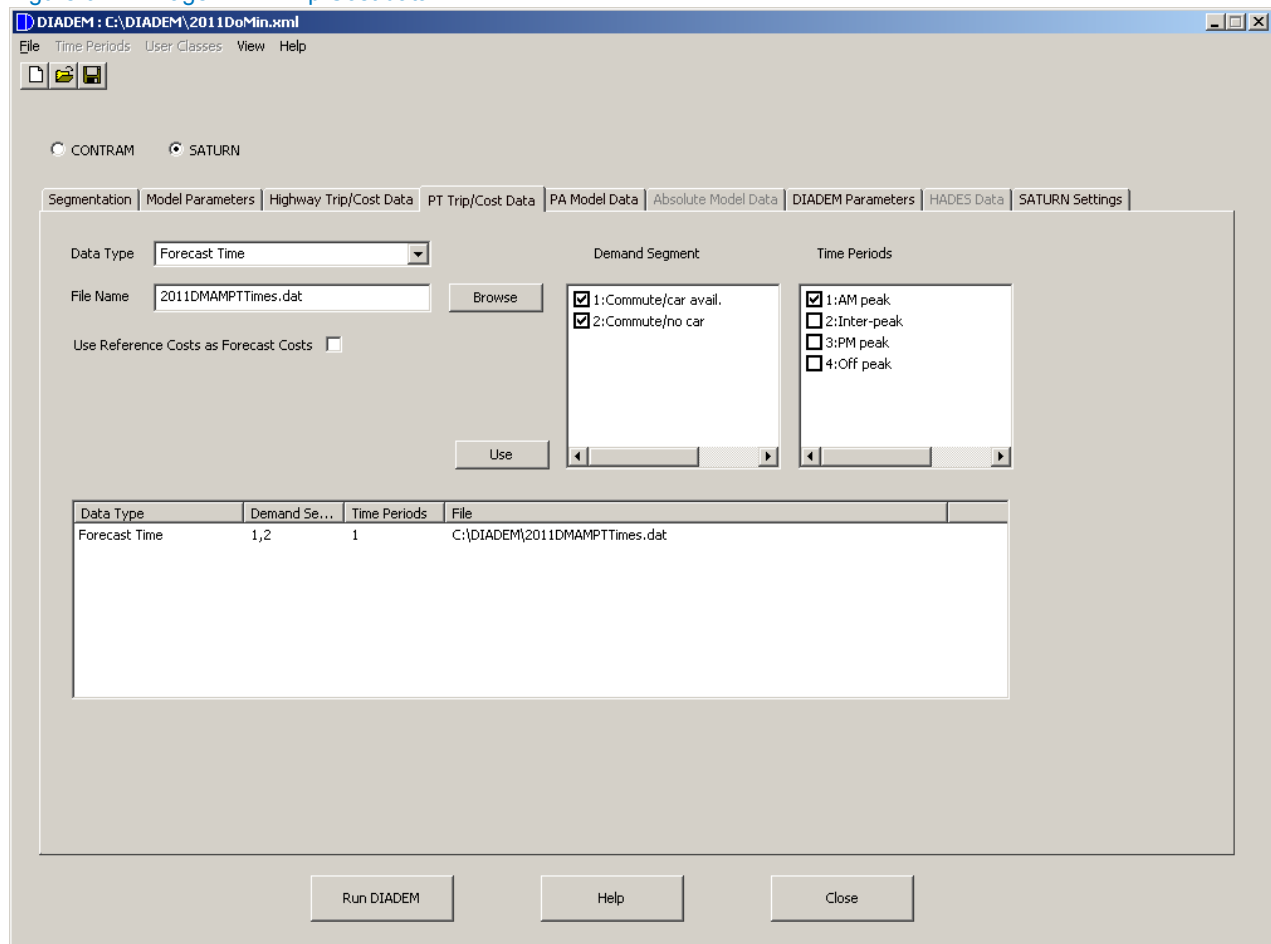 DIADEM : C:\DIADEM\2011DoMin.xml
File Time Periods User Classes View Help
CONTRAM SATURN
Segmentation Model Parameters Highway Trip/Cost Data PT Trip/Cost Data PA Model Data Absolute Model Data DIADEM Parameters HADES Data SATURN Settings
Data Type Forecast Time Demand Segment Time Periods
File Name 2011DMAMPTTimes.dat Browse 1:Commute/car avail. 1:AM peak
2:Commute/no car 2:Inter-peak
Use Reference Costs as Forecast Costs 3:PM peak
4:Off peak
Use
Data Type Demand Se... Time Periods File
Forecast Time 1,2 1 C:\DIADEM\2011DMAMPTTimes.dat
Run DIADEM Help Close